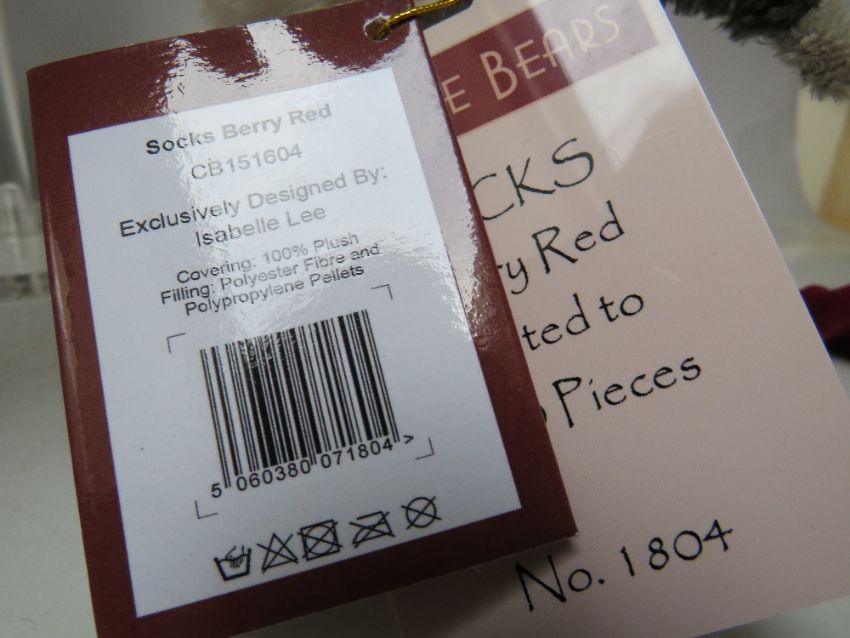 Socks Berry Red
CB151604
Exclusively Designed By:
Isabelle Lee
Covering: 100% Plush
Filling: Polyester Fibre and
Polypropylene Pellets
5 060380 071804 >
E BEARS
CKS
ry Red
ted to
Pieces
No. 1804